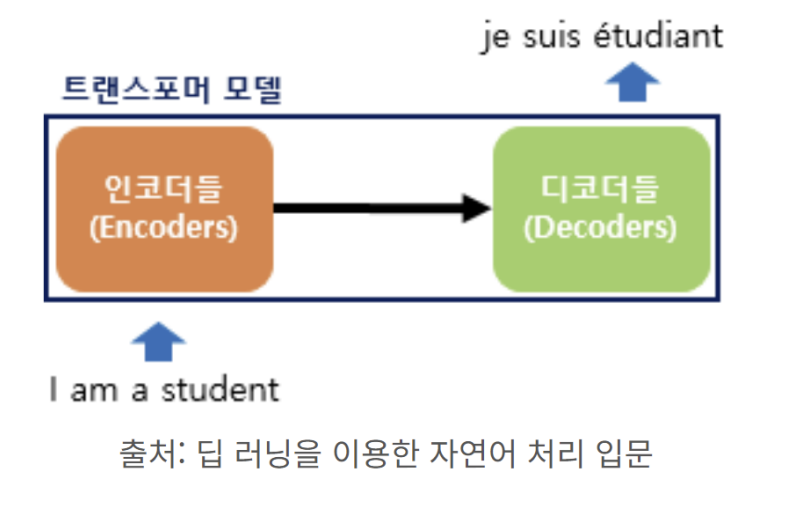 je suis étudiant
트랜스포머 모델
인코더들
(Encoders)
디코더들
(Decoders)
I am a student
출처: 딥 러닝을 이용한 자연어 처리 입문